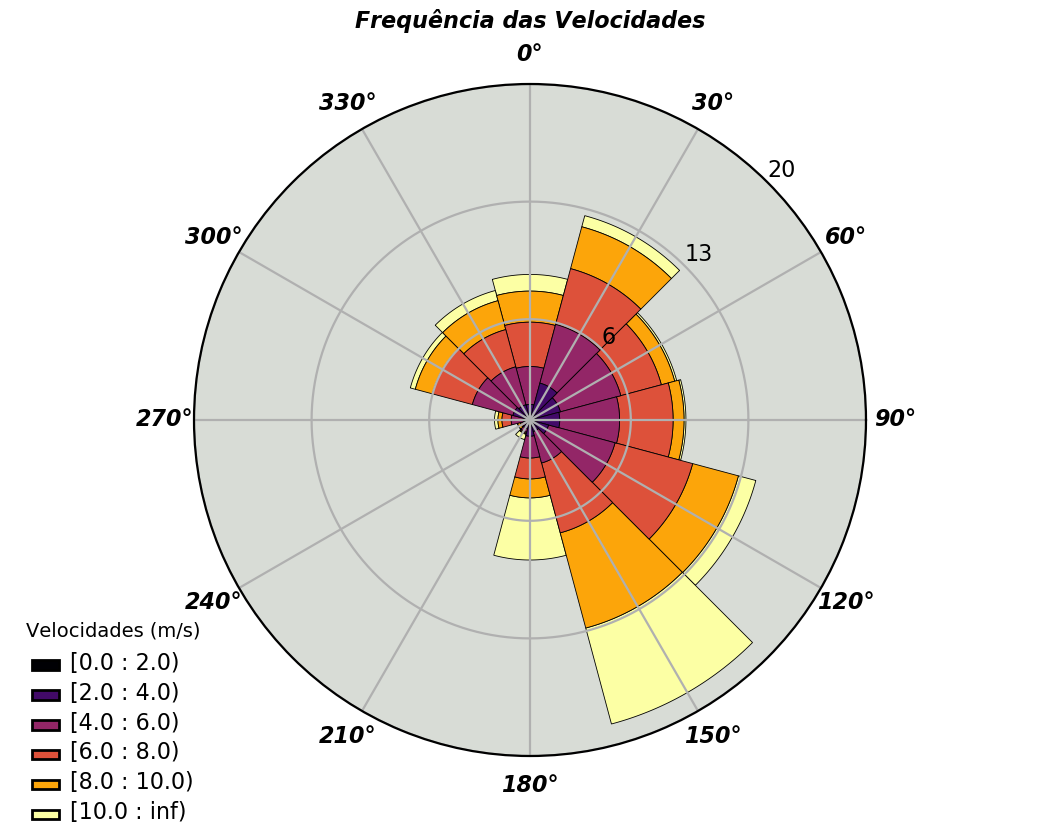 Frequência das Velocidades
0°
330°
30°
20
300°
60°
13
6
270°
90°
240°
120°
210°
150°
180°
Velocidades (m/s)
[0.0 : 2.0)
[2.0 : 4.0)
[4.0 : 6.0)
[6.0 : 8.0)
[8.0 : 10.0)
[10.0 : inf)